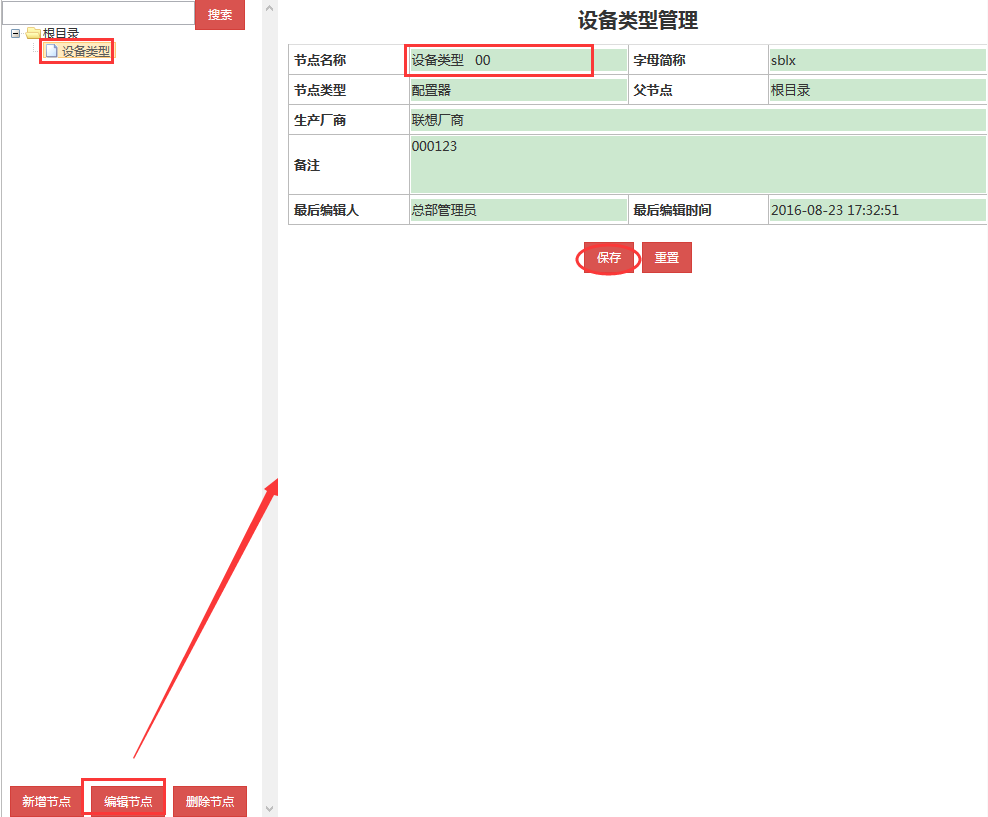 搜索
根目录
设备类型
新增节点 编辑节点 删除节点
设备类型管理
节点名称 设备类型 00 字母简称 sblx
节点类型 配置器 父节点 根目录
生产厂商 联想厂商
备注 000123
最后编辑人 总部管理员 最后编辑时间 2016-08-23 17:32:51
保存 重置